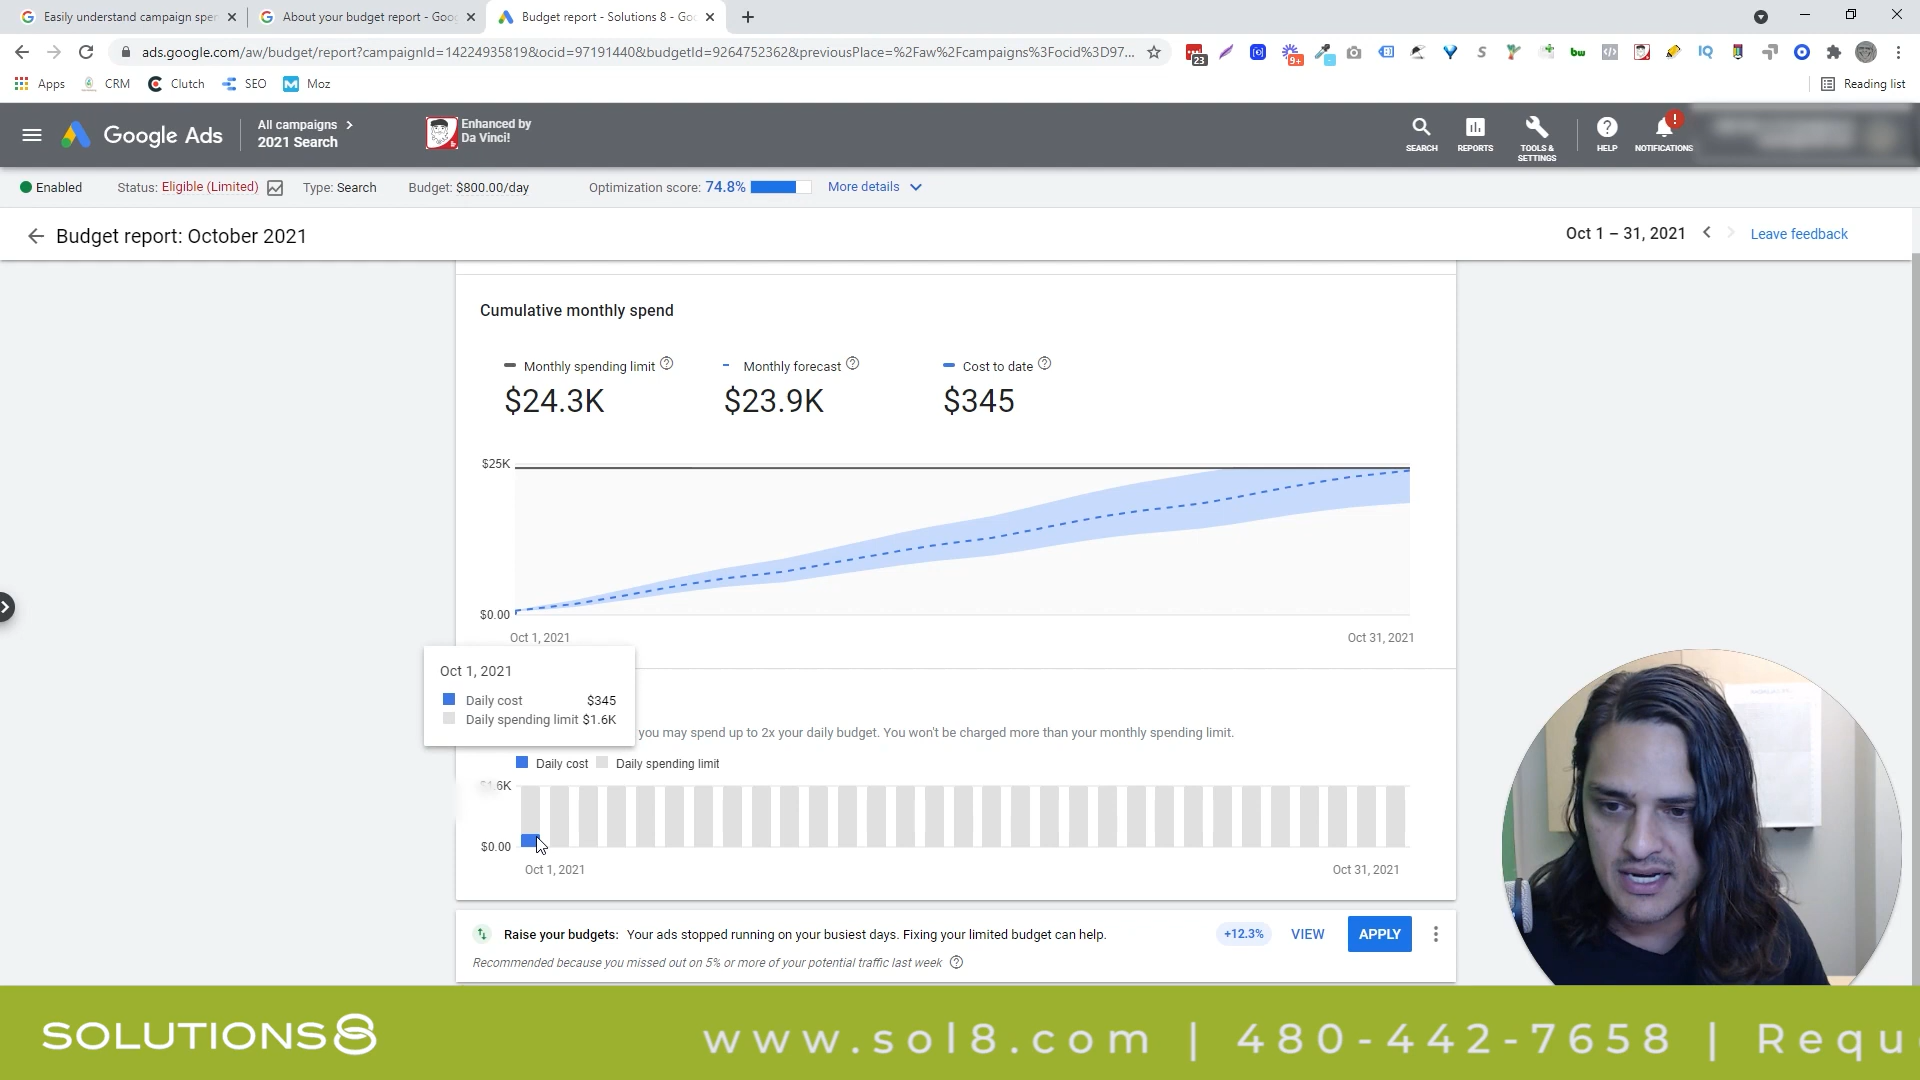 Easily understand campaign sper
About your budget report - Goo
Budget report - Solutions 8 - Goo
ads.google.com/aw/budget/report?campaignId=14224935819&ocid=97191440&budgetId=9264752362&previousPlace=%2Faw%2Fcampaigns%3Focid%3D97...
23
9+
S
bw
IQ
Apps
CRM
Clutch
SEO
Moz
Reading list
Google Ads
All campaigns
2021 Search
Enhanced by
Da Vinci!
SEARCH
REPORTS
TOOLS &
SETTINGS
HELP
NOTIFICATIONS
Enabled
Status: Eligible (Limited)
Type: Search
Budget: $800.00/day
Optimization score: 74.8%
More details
Budget report: October 2021
Oct 1 – 31, 2021
Leave feedback
Cumulative monthly spend
Monthly spending limit
$24.3K
Monthly forecast
$23.9K
Cost to date
$345
$25K
$0.00
Oct 1, 2021
Oct 31, 2021
Oct 1, 2021
Daily cost $345
Daily spending limit $1.6K
you may spend up to 2x your daily budget. You won't be charged more than your monthly spending limit.
Daily cost
Daily spending limit
.6K
$0.00
Oct 1, 2021
Oct 31, 2021
Raise your budgets: Your ads stopped running on your busiest days. Fixing your limited budget can help.
+12.3%
VIEW
APPLY
Recommended because you missed out on 5% or more of your potential traffic last week
SOLUTIONS8
www.sol8.com | 480-442-7658 | Requ